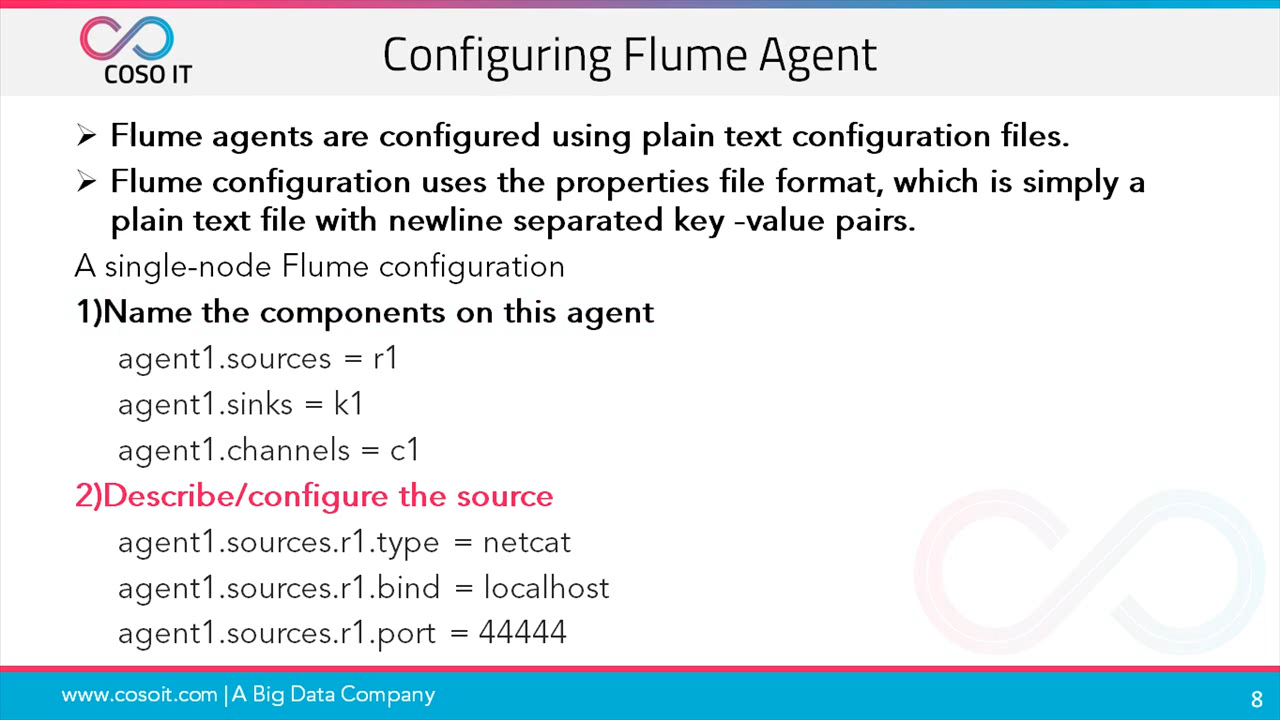 COSO IT
Configuring Flume Agent
➢ Flume agents are configured using plain text configuration files.
➢ Flume configuration uses the properties file format, which is simply a
plain text file with newline separated key –value pairs.
A single-node Flume configuration
1)Name the components on this agent
agent1.sources = r1
agent1.sinks = k1
agent1.channels = c1
2)Describe/configure the source
agent1.sources.r1.type = netcat
agent1.sources.r1.bind = localhost
agent1.sources.r1.port = 44444
www.cosoit.com | A Big Data Company
8